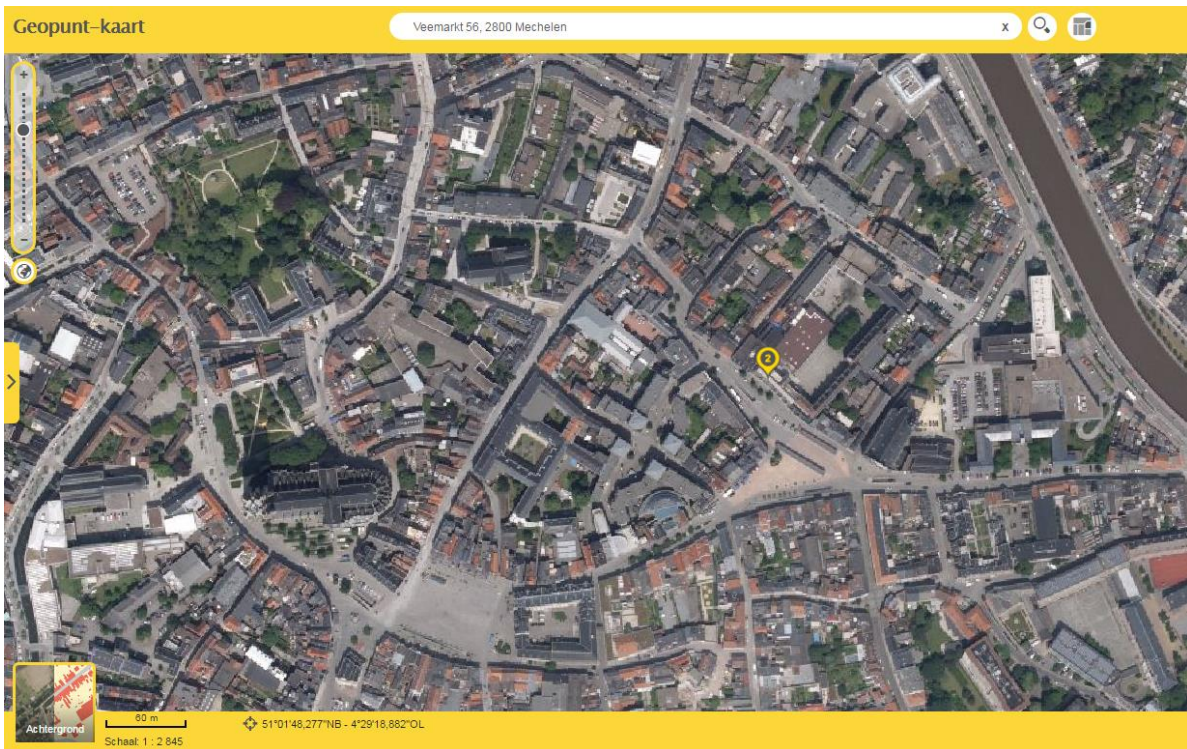 Geopunt-kaart
Veemarkt 56, 2800 Mechelen x
+
2
-
>
Achtergrond
60 m
Schaal: 1 : 2 845
51°01'48,277"NB - 4°29'18,882"OL